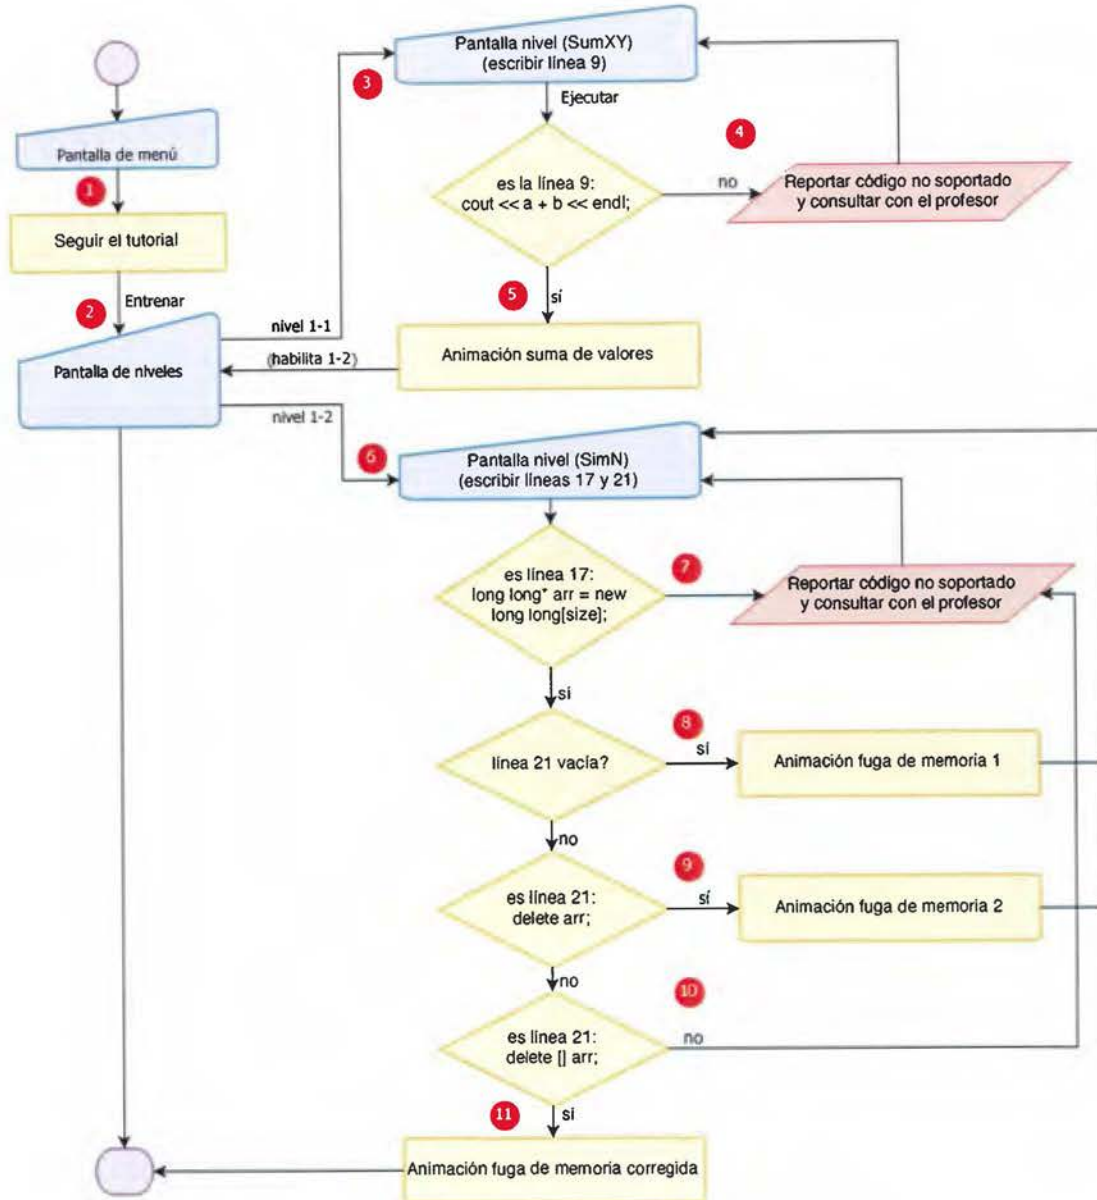 Pantalla nivel (SumXY)
(escribir línea 9)
3
Ejecutar
4
Pantalla de menú
es la línea 9:
cout << a + b << endl;
no
Reportar código no soportado
y consultar con el profesor
1
Seguir el tutorial
2
Entrenar
5
sí
nivel 1-1
Animación suma de valores
(habilita 1-2)
Pantalla de niveles
nivel 1-2
6
Pantalla nivel (SimN)
(escribir líneas 17 y 21)
es línea 17:
long long* arr = new
long long[size];
7
Reportar código no soportado
y consultar con el profesor
si
8
línea 21 vacía?
sí
Animación fuga de memoria 1
no
9
es línea 21:
delete arr;
sí
Animación fuga de memoria 2
no
10
es línea 21:
delete [] arr;
no
11
si
Animación fuga de memoria corregida